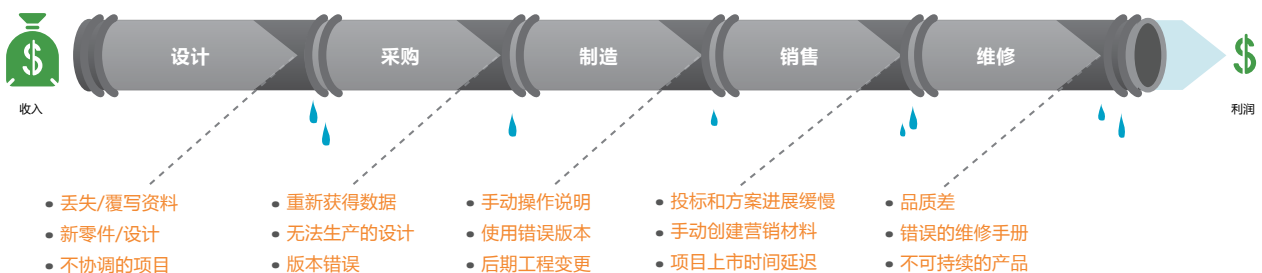 $
设计
采购
制造
销售
维修
$
收入
利润
• 丢失/覆写资料
• 新零件/设计
• 不协调的项目
• 重新获得数据
• 无法生产的设计
• 版本错误
• 手动操作说明
• 使用错误版本
• 后期工程变更
• 投标和方案进展缓慢
• 手动创建营销材料
• 项目上市时间延迟
• 品质差
• 错误的维修手册
• 不可持续的产品